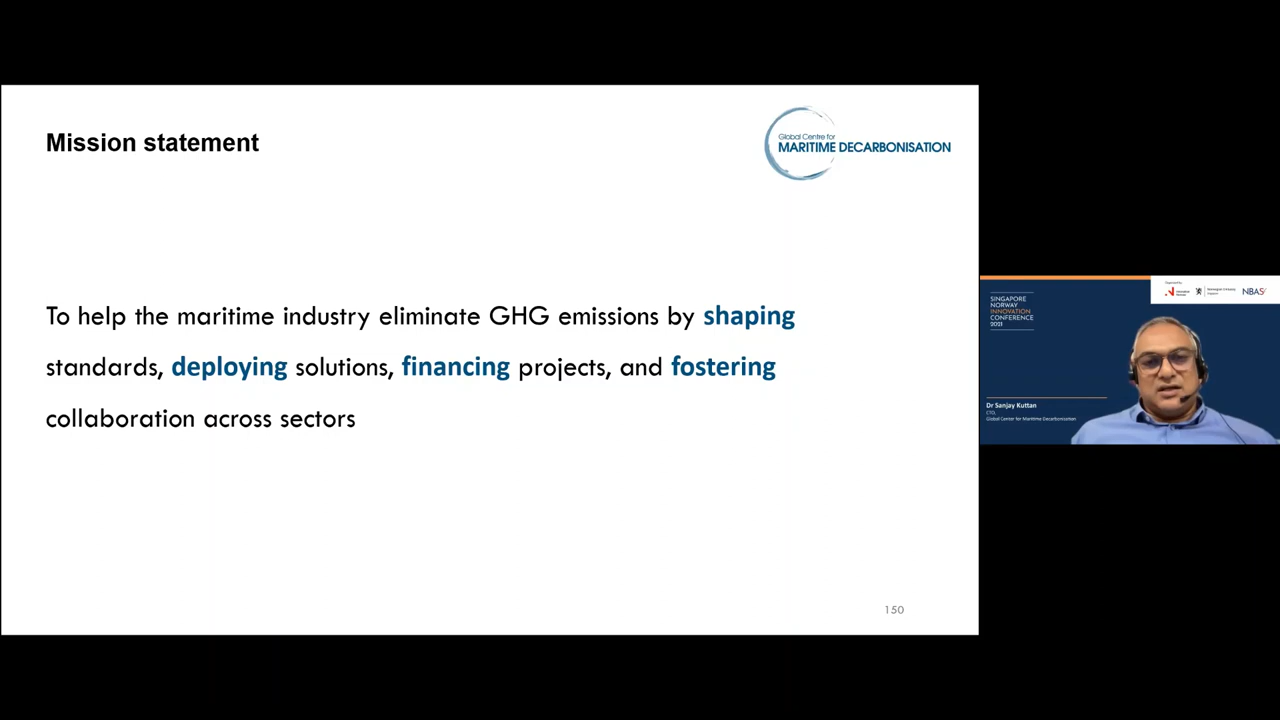 Mission statement
Global Centre for
MARITIME DECARBONISATION
To help the maritime industry eliminate GHG emissions by shaping
standards, deploying solutions, financing projects, and fostering
collaboration across sectors
150
SINGAPORE
NORWAY
INNOVATION
CONFERENCE
2021
NBAS
Dr Sanjay Kuttan
CTO,
Global Center for Maritime Decarbonisation